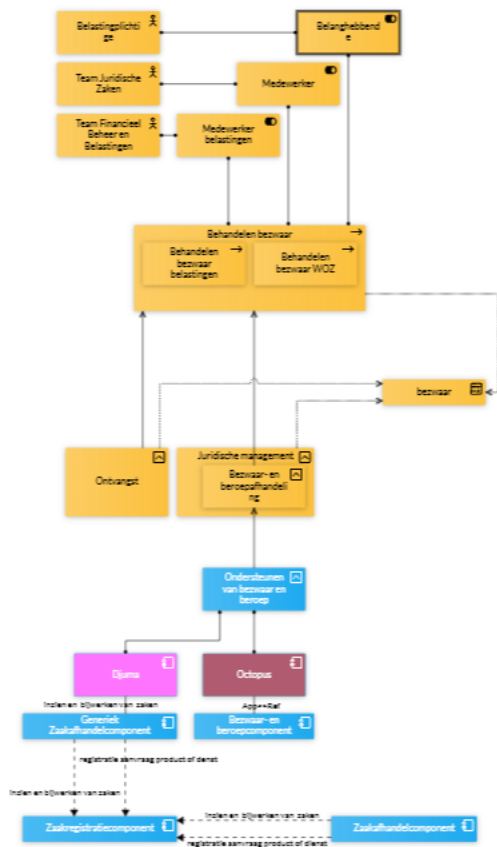 Belastingplichti
ge
Belanghebbend
e
Team Juridische
Zaken
Medewerker
Team Financieel
Beheer en
Belastingen
Medewerker
belastingen
Behandelen bezwaar
Behandelen
bezwaar
belastingen
Behandelen
bezwaar WOZ
bezwaar
Ontvangst
Juridische management
Bezwaar- en
beroepafhandeli
ng
Ondersteunen
van bezwaar en
beroep
Djuma
Octopus
Inzien en bijwerken van zaken
App<->Ref
Generiek
Zaakafhandelcomponent
Bezwaar- en
beroepcomponent
registratie aanvraag product of dienst
Inzien en bijwerken van zaken
Inzien en bijwerken van zaken
Zaakregistratiecomponent
Zaakafhandelcomponent
registratie aanvraag product of dienst